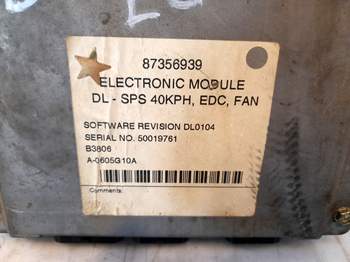 87356939
ELECTRONIC MODULE
DL - SPS 40KPH, EDC, FAN
SOFTWARE REVISION DL0104
SERIAL NO. 50019761
B3806
A-0605G10A
Comments: